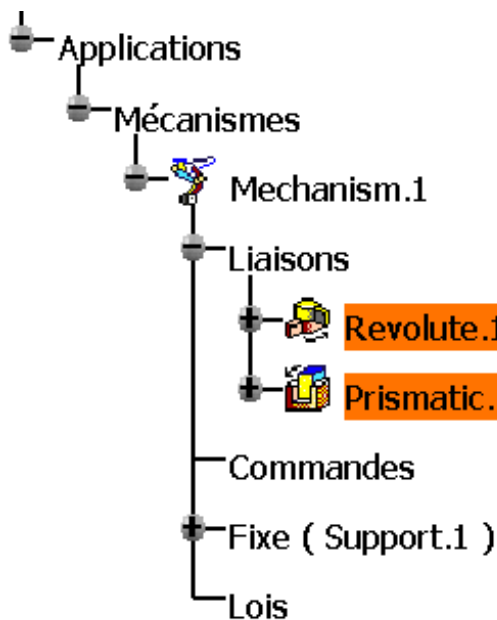 Applications
Mécanismes
Mechanism.1
Liaisons
Revolute.1
Prismatic.
Commandes
Fixe ( Support.1 )
Lois